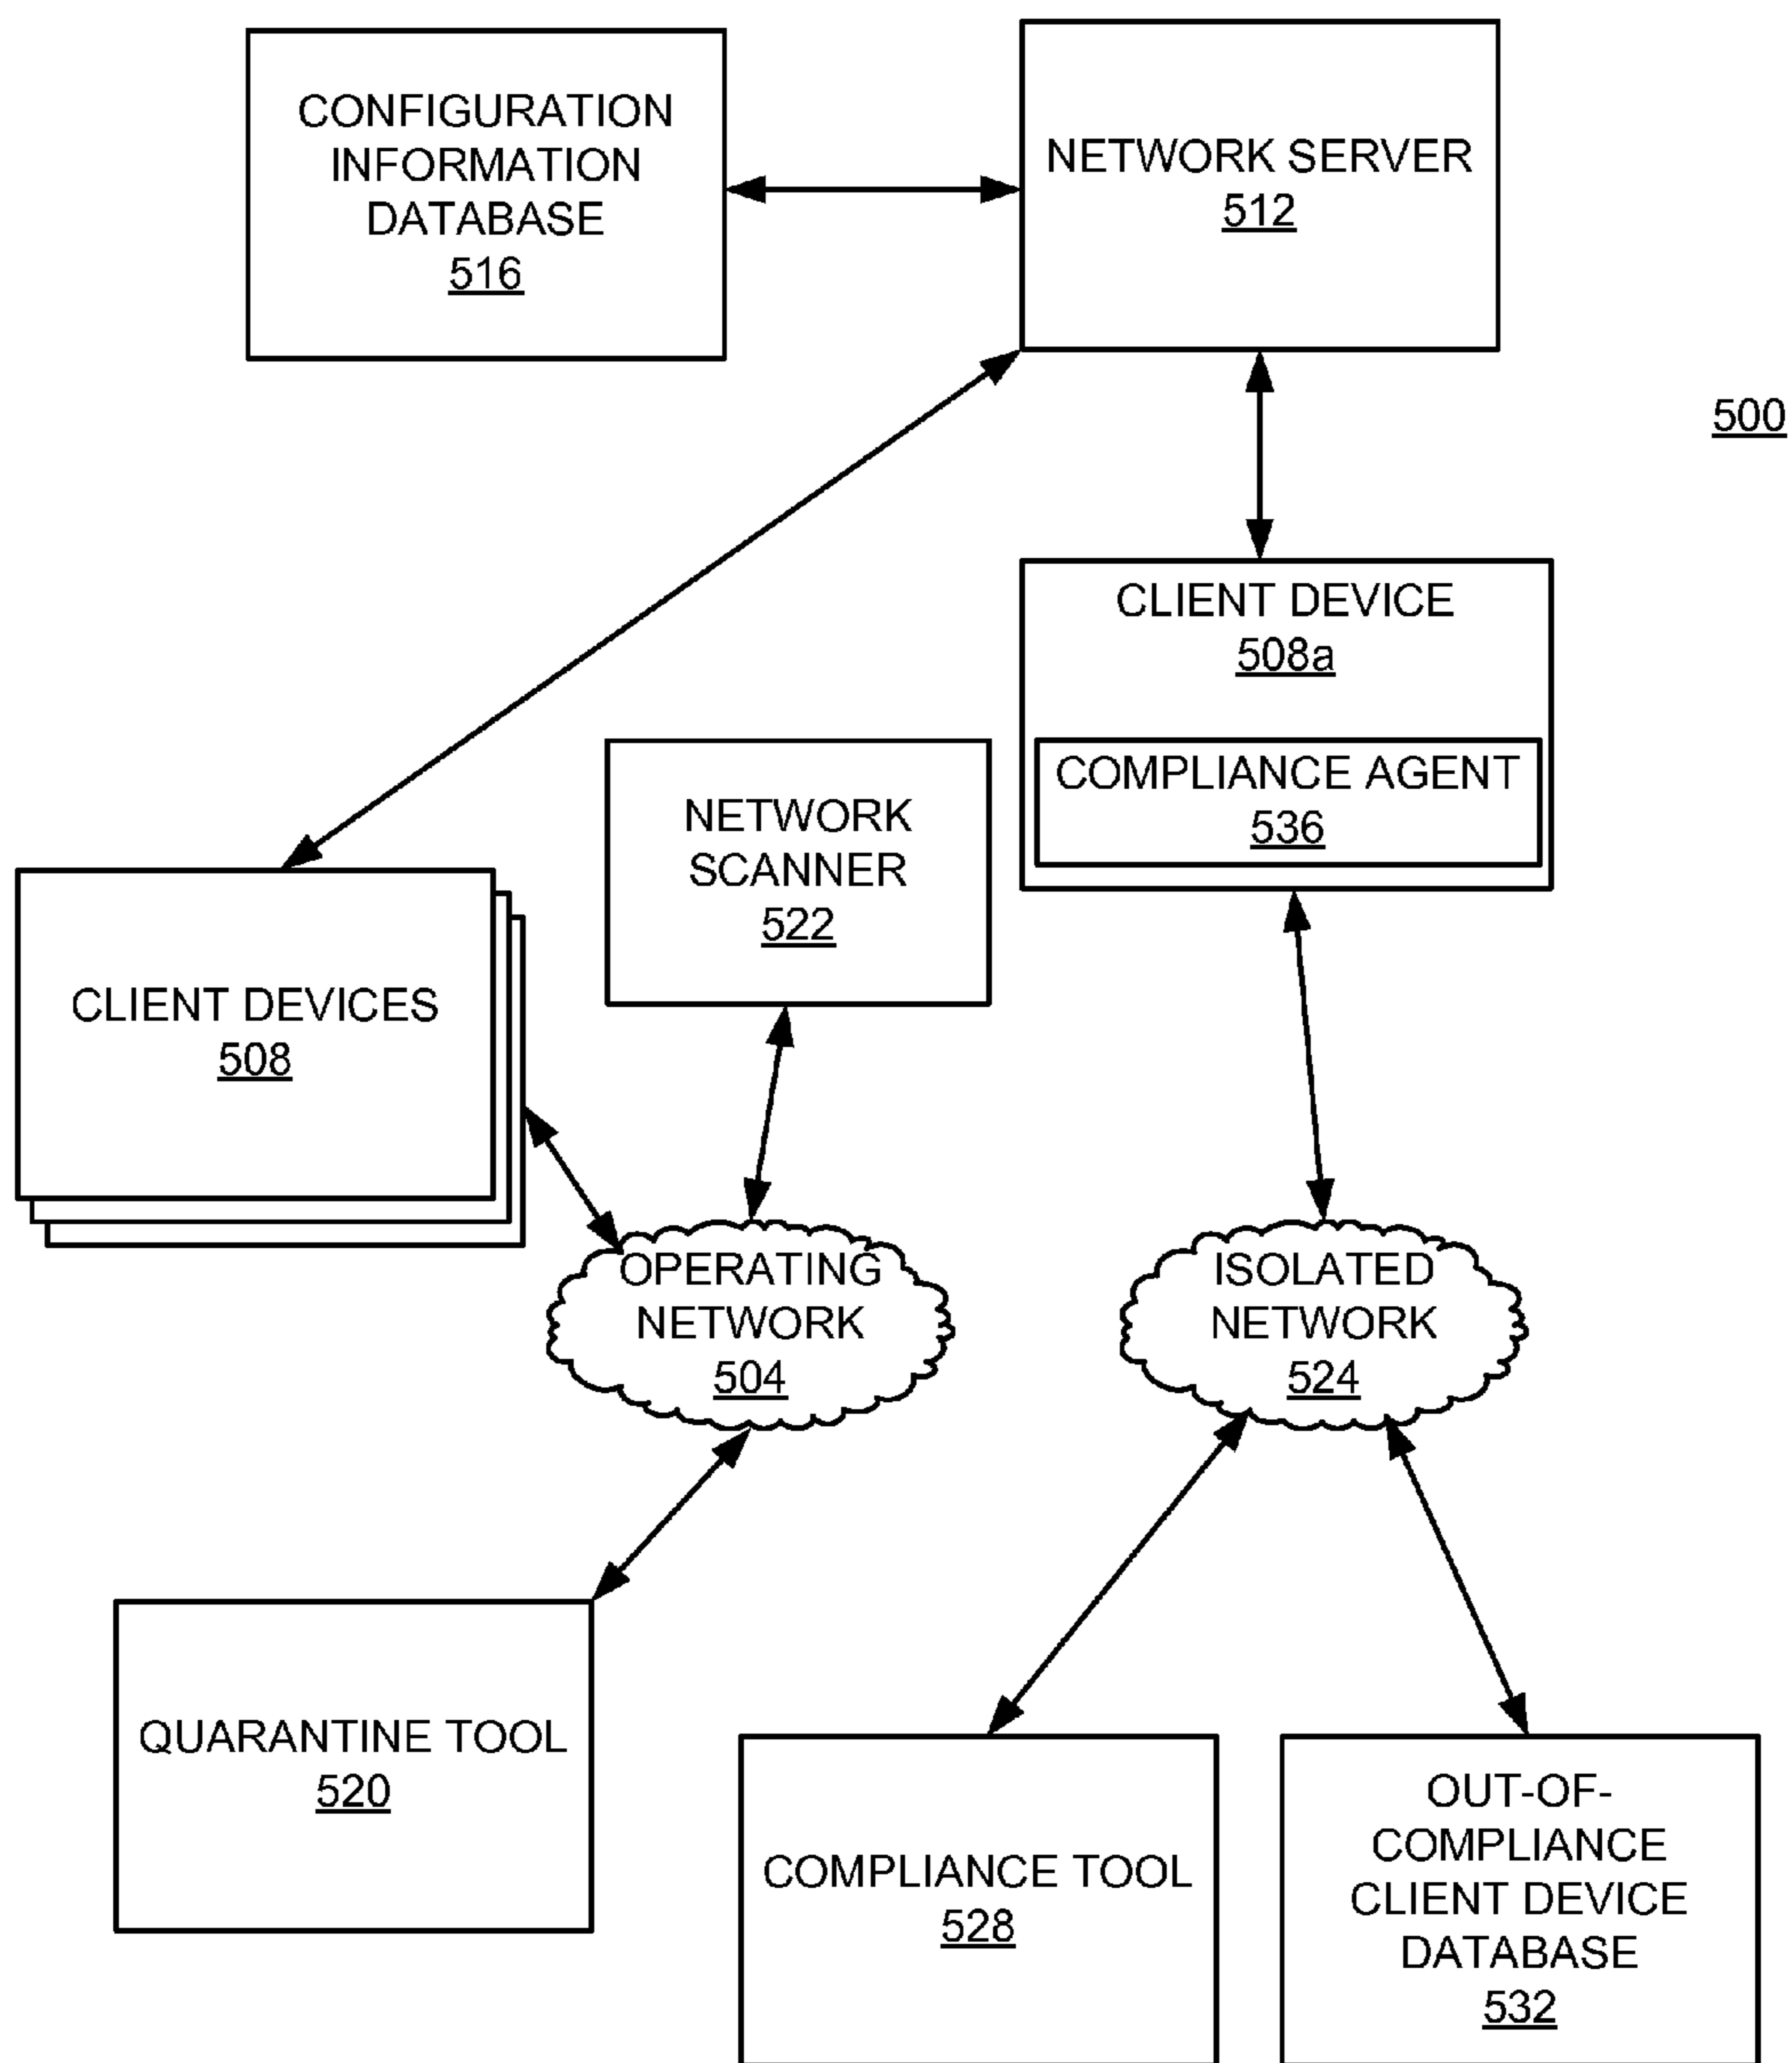 CONFIGURATION
INFORMATION
DATABASE
516
NETWORK SERVER
512
500
CLIENT DEVICE
508a
COMPLIANCE AGENT
536
NETWORK
SCANNER
522
CLIENT DEVICES
508
OPERATING
NETWORK
504
ISOLATED
NETWORK
524
QUARANTINE TOOL
520
COMPLIANCE TOOL
528
OUT-OF-
COMPLIANCE
CLIENT DEVICE
DATABASE
532